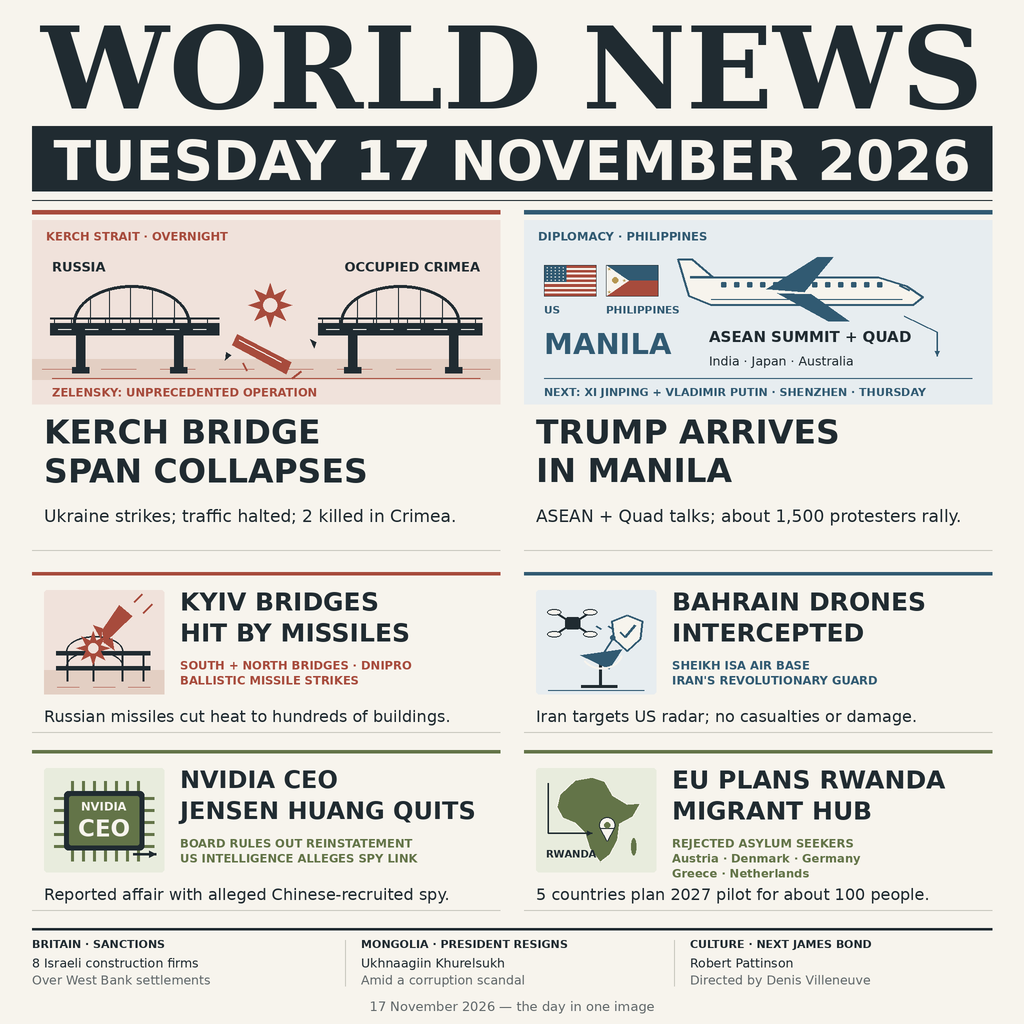 WORLD NEWS
TUESDAY 17 NOVEMBER 2026
KERCH STRAIT · OVERNIGHT
RUSSIA
OCCUPIED CRIMEA
ZELENSKY: UNPRECEDENTED OPERATION
KERCH BRIDGE
SPAN COLLAPSES
Ukraine strikes; traffic halted; 2 killed in Crimea.
DIPLOMACY · PHILIPPINES
US
PHILIPPINES
MANILA
ASEAN SUMMIT + QUAD
India · Japan · Australia
NEXT: XI JINPING + VLADIMIR PUTIN · SHENZHEN · THURSDAY
TRUMP ARRIVES
IN MANILA
ASEAN + Quad talks; about 1,500 protesters rally.
KYIV BRIDGES
HIT BY MISSILES
SOUTH + NORTH BRIDGES · DNIPRO
BALLISTIC MISSILE STRIKES
Russian missiles cut heat to hundreds of buildings.
BAHRAIN DRONES
INTERCEPTED
SHEIKH ISA AIR BASE
IRAN'S REVOLUTIONARY GUARD
Iran targets US radar; no casualties or damage.
NVIDIA
CEO
NVIDIA CEO
JENSEN HUANG QUITS
BOARD RULES OUT REINSTATEMENT
US INTELLIGENCE ALLEGES SPY LINK
Reported affair with alleged Chinese-recruited spy.
RWANDA
EU PLANS RWANDA
MIGRANT HUB
REJECTED ASYLUM SEEKERS
Austria · Denmark · Germany
Greece · Netherlands
5 countries plan 2027 pilot for about 100 people.
BRITAIN · SANCTIONS
8 Israeli construction firms
Over West Bank settlements
MONGOLIA · PRESIDENT RESIGNS
Ukhnaagiin Khurelsukh
Amid a corruption scandal
CULTURE · NEXT JAMES BOND
Robert Pattinson
Directed by Denis Villeneuve
17 November 2026 — the day in one image